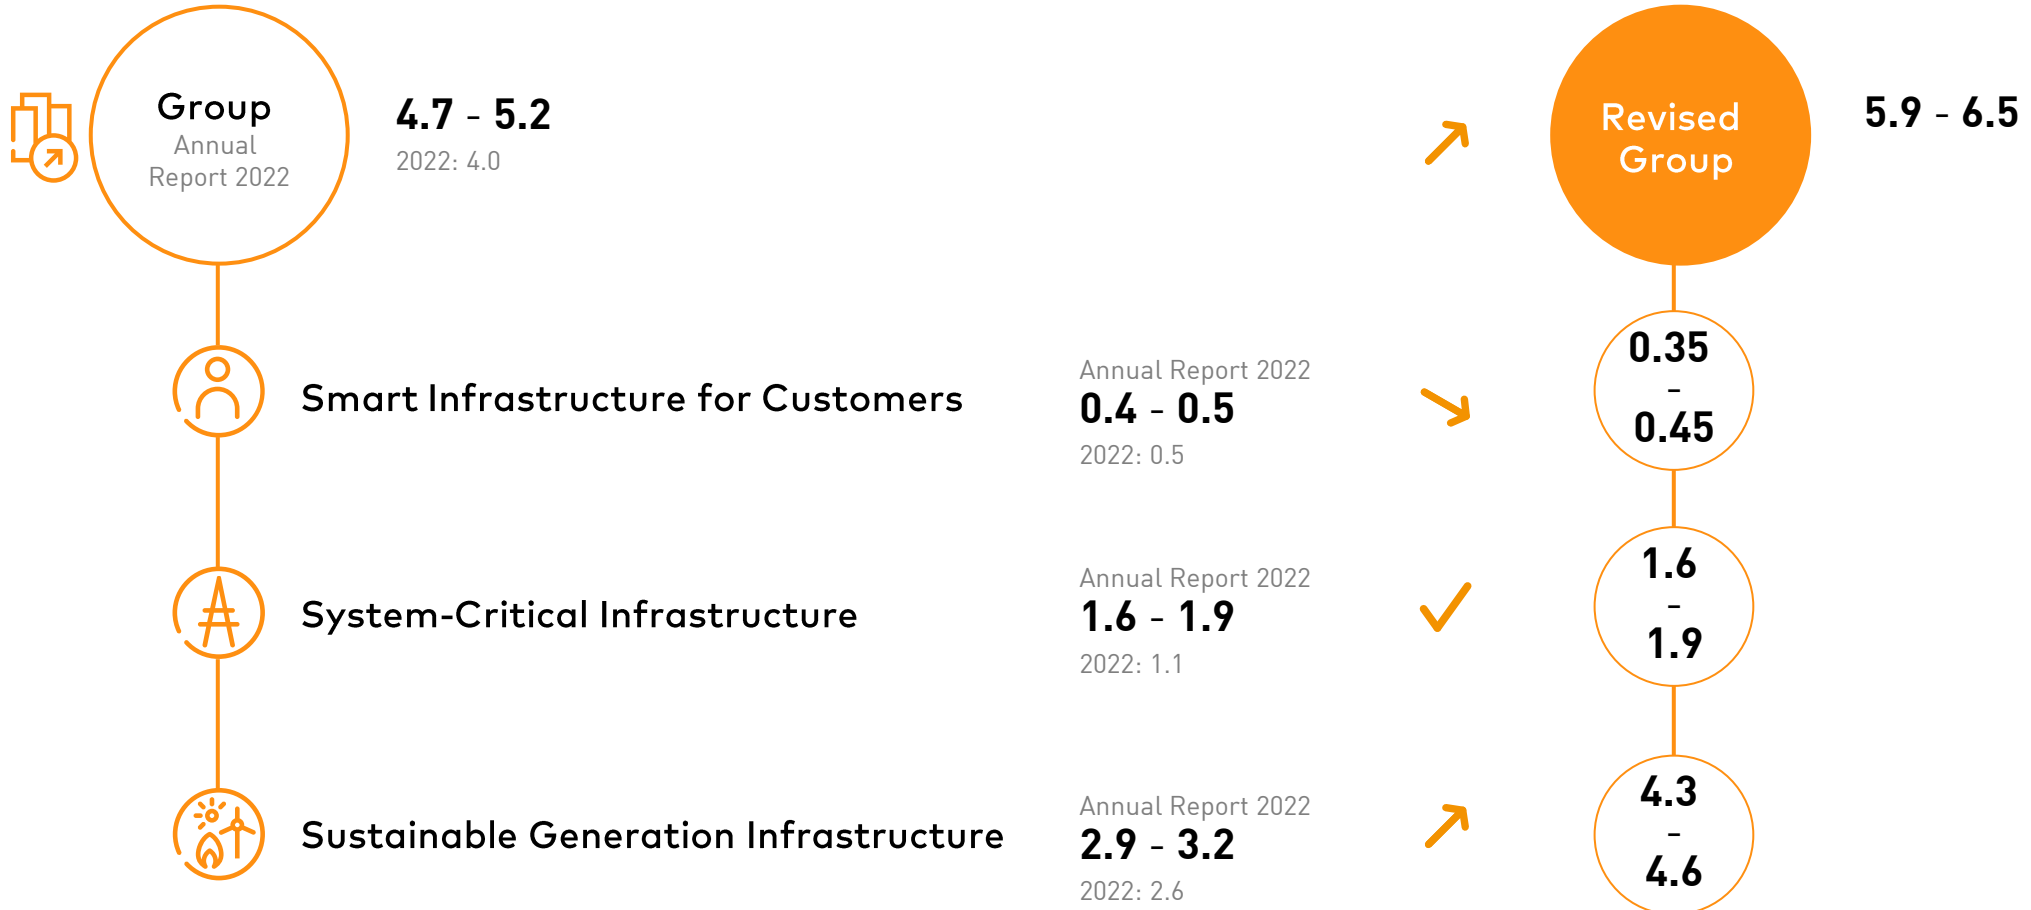 Group
Annual
Report 2022
4.7 - 5.2
2022: 4.0
Revised
Group
5.9 - 6.5
Smart Infrastructure for Customers
Annual Report 2022
0.4 - 0.5
2022: 0.5
0.35
-
0.45
System-Critical Infrastructure
Annual Report 2022
1.6 - 1.9
2022: 1.1
1.6
-
1.9
Sustainable Generation Infrastructure
Annual Report 2022
2.9 - 3.2
2022: 2.6
4.3
-
4.6